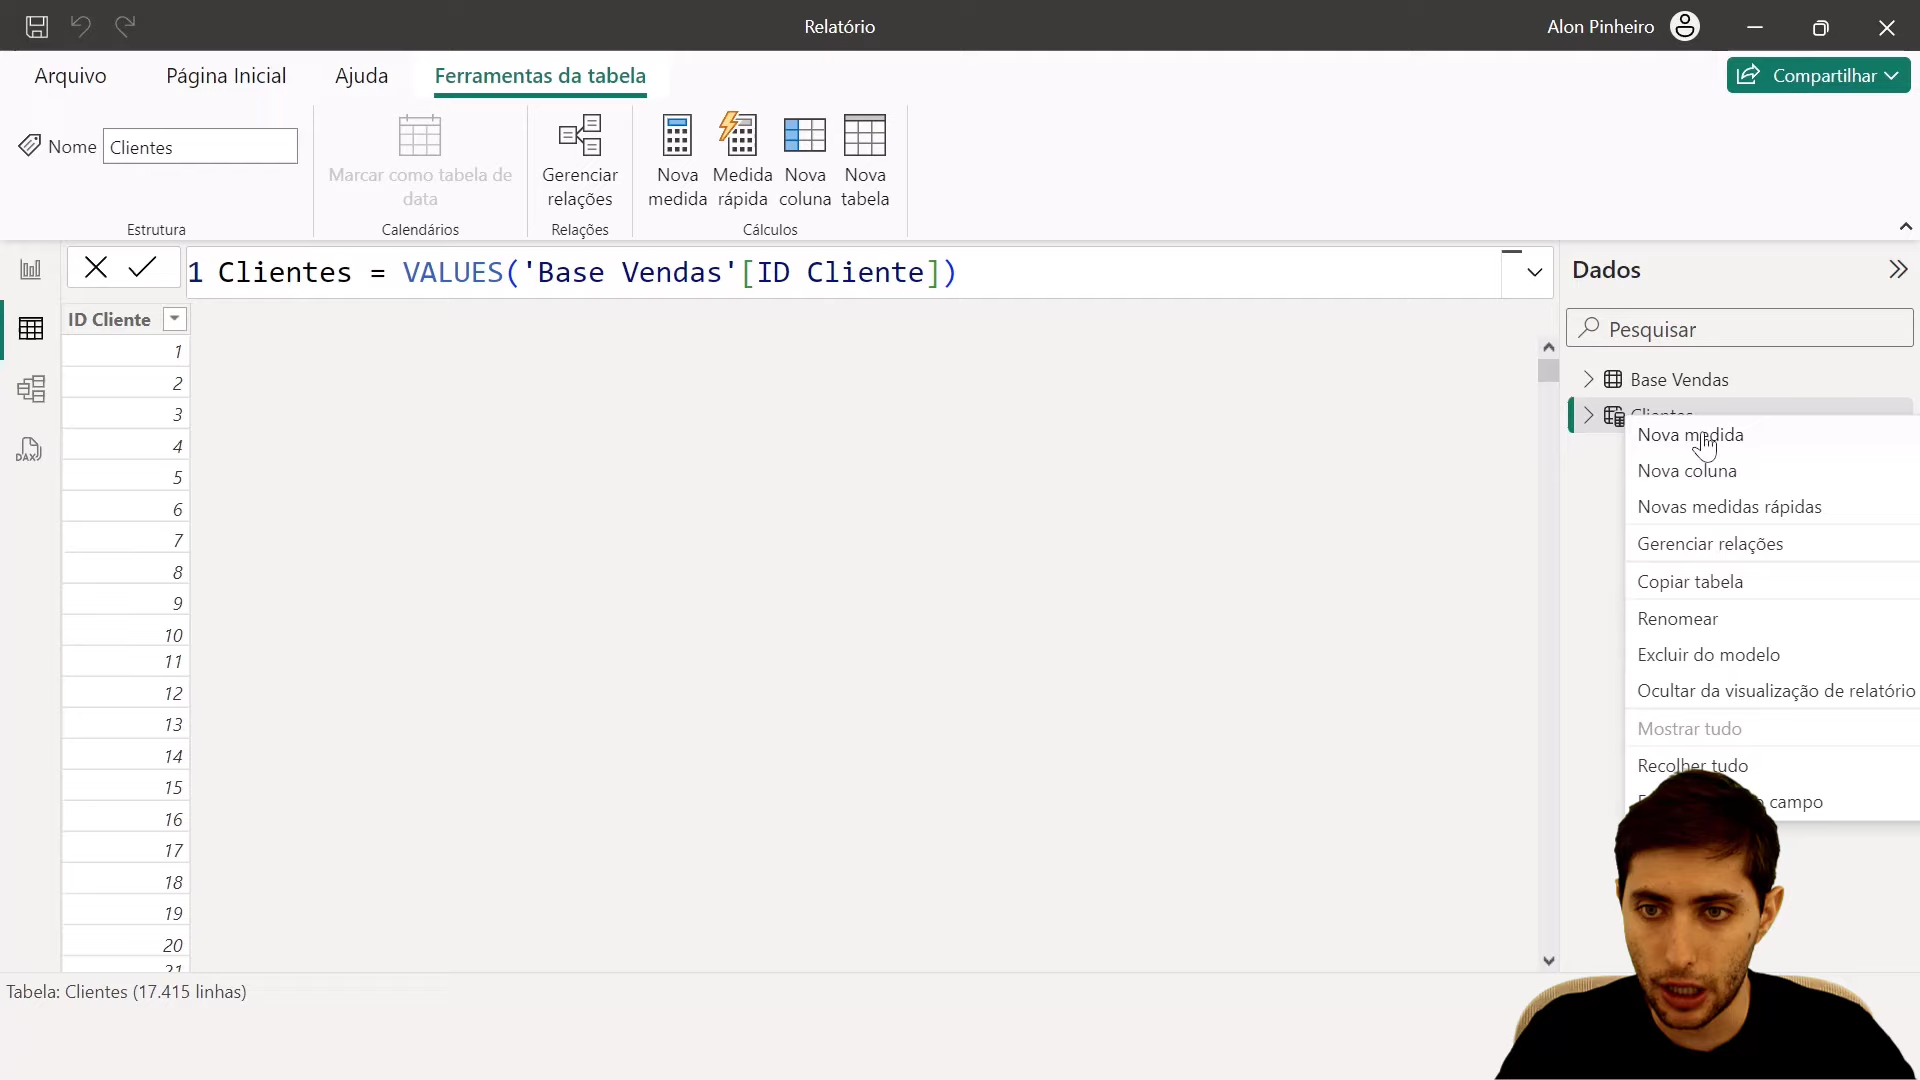 Relatório
Alon Pinheiro
Arquivo
Página Inicial
Ajuda
Ferramentas da tabela
Compartilhar
Nome
Clientes
Marcar como tabela de
data
Gerenciar
relações
Nova
medida
Medida
rápida
Nova
coluna
Nova
tabela
Estrutura
Calendários
Relações
Cálculos
1 Clientes = VALUES('Base Vendas'[ID Cliente])
Dados
Pesquisar
ID Cliente
1
2
3
4
5
6
7
8
9
10
11
12
13
14
15
16
17
18
19
20
21
Base Vendas
Clientes
Nova medida
Nova coluna
Novas medidas rápidas
Gerenciar relações
Copiar tabela
Renomear
Excluir do modelo
Ocultar da visualização de relatório
Mostrar tudo
Recolher tudo
campo
DAX
Tabela: Clientes (17.415 linhas)